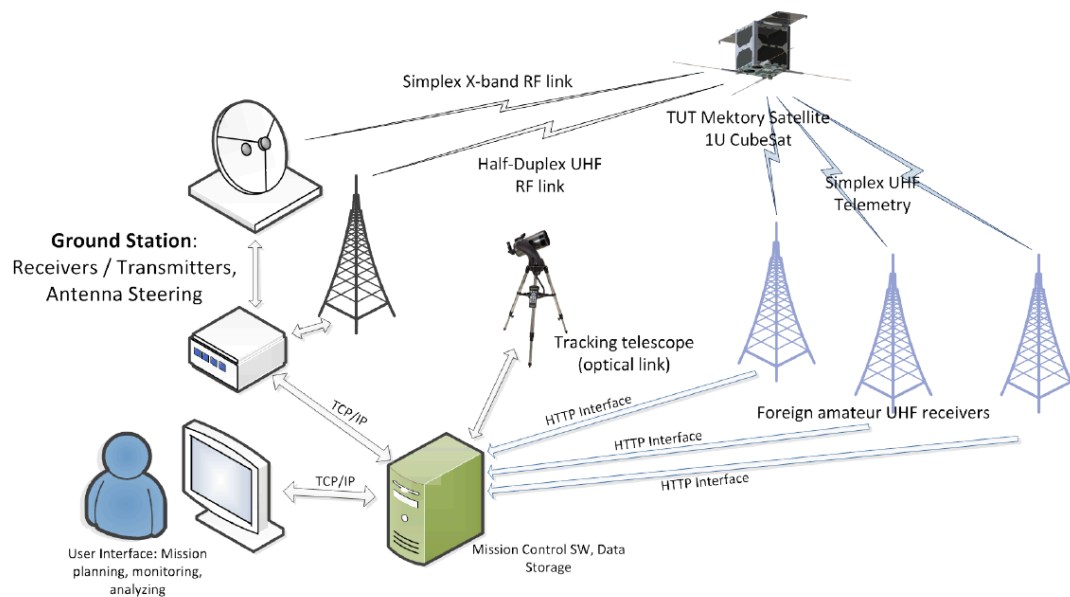 Simplex X-band RF link
TUT Mektory Satellite
1U CubeSat
Half-Duplex UHF
RF link
Simplex UHF
Telemetry
Ground Station:
Receivers / Transmitters,
Antenna Steering
Tracking telescope
(optical link)
TCP/IP
HTTP Interface
Foreign amateur UHF receivers
HTTP Interface
HTTP Interface
TCP/IP
User Interface: Mission
planning, monitoring,
analyzing
Mission Control SW, Data
Storage